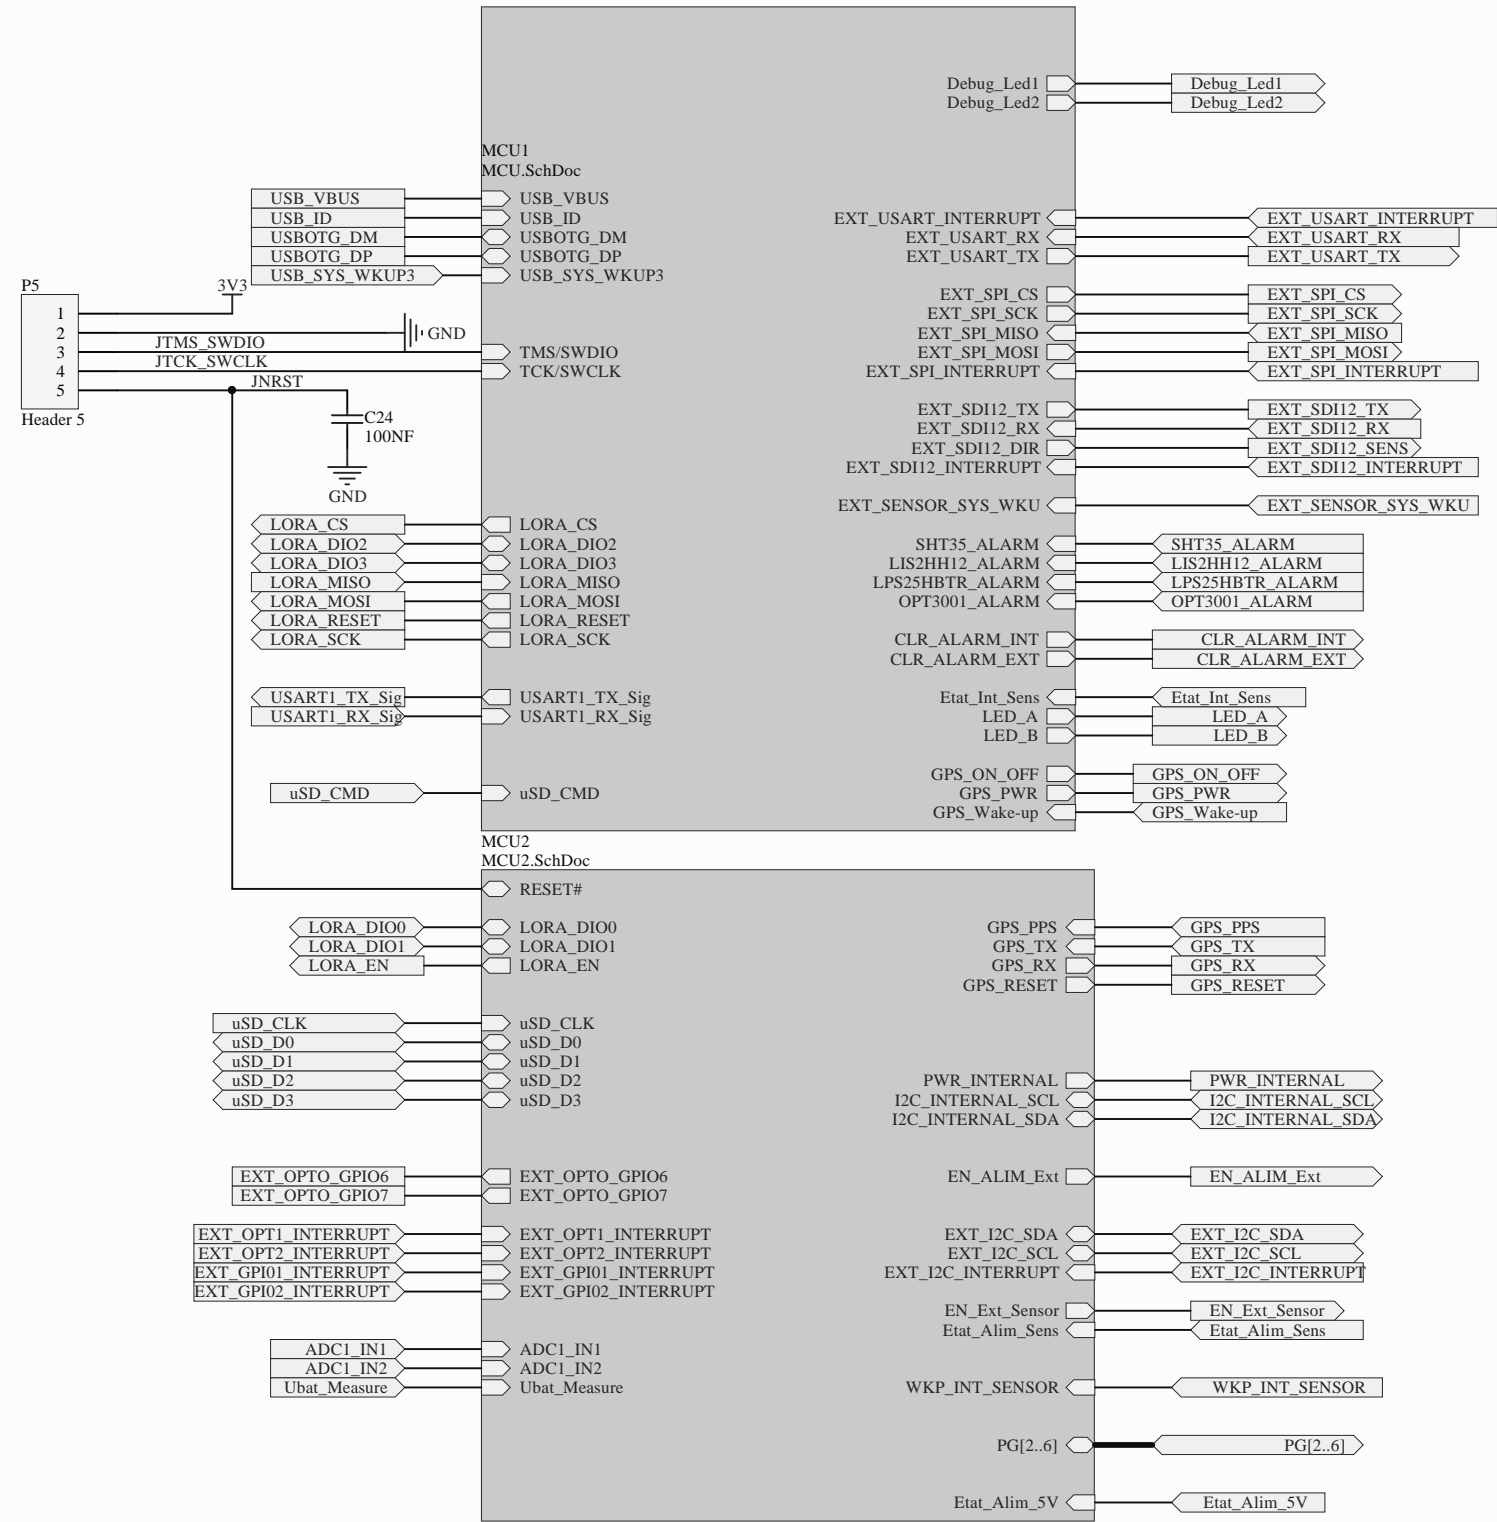 Debug_Led1
Debug_Led1
Debug_Led2
Debug_Led2
MCU1
MCU.SchDoc
USB_VBUS
USB_VBUS
USB_ID
USB_ID
USBOTG_DM
USBOTG_DM
USBOTG_DP
USBOTG_DP
USB_SYS_WKUP3
USB_SYS_WKUP3
EXT_USART_INTERRUPT
EXT_USART_INTERRUPT
EXT_USART_RX
EXT_USART_RX
EXT_USART_TX
EXT_USART_TX
P5
1
2
3
4
5
Header 5
3V3
GND
JTMS_SWDIO
TMS/SWDIO
JTCK_SWCLK
TCK/SWCLK
JNRST
C24
100NF
GND
EXT_SPI_CS
EXT_SPI_CS
EXT_SPI_SCK
EXT_SPI_SCK
EXT_SPI_MISO
EXT_SPI_MISO
EXT_SPI_MOSI
EXT_SPI_MOSI
EXT_SPI_INTERRUPT
EXT_SPI_INTERRUPT
EXT_SDI12_TX
EXT_SDI12_TX
EXT_SDI12_RX
EXT_SDI12_RX
EXT_SDI12_DIR
EXT_SDI12_SENS
EXT_SDI12_INTERRUPT
EXT_SDI12_INTERRUPT
EXT_SENSOR_SYS_WKU
EXT_SENSOR_SYS_WKU
LORA_CS
LORA_CS
LORA_DIO2
LORA_DIO2
LORA_DIO3
LORA_DIO3
LORA_MISO
LORA_MISO
LORA_MOSI
LORA_MOSI
LORA_RESET
LORA_RESET
LORA_SCK
LORA_SCK
SHT35_ALARM
SHT35_ALARM
LIS2HH12_ALARM
LIS2HH12_ALARM
LPS25HBTR_ALARM
LPS25HBTR_ALARM
OPT3001_ALARM
OPT3001_ALARM
CLR_ALARM_INT
CLR_ALARM_INT
CLR_ALARM_EXT
CLR_ALARM_EXT
USART1_TX_Sig
USART1_TX_Sig
USART1_RX_Sig
USART1_RX_Sig
Etat_Int_Sens
Etat_Int_Sens
LED_A
LED_A
LED_B
LED_B
uSD_CMD
uSD_CMD
GPS_ON_OFF
GPS_ON_OFF
GPS_PWR
GPS_PWR
GPS_Wake-up
GPS_Wake-up
MCU2
MCU2.SchDoc
RESET#
LORA_DIO0
LORA_DIO0
LORA_DIO1
LORA_DIO1
LORA_EN
LORA_EN
GPS_PPS
GPS_PPS
GPS_TX
GPS_TX
GPS_RX
GPS_RX
GPS_RESET
GPS_RESET
uSD_CLK
uSD_CLK
uSD_D0
uSD_D0
uSD_D1
uSD_D1
uSD_D2
uSD_D2
uSD_D3
uSD_D3
PWR_INTERNAL
PWR_INTERNAL
I2C_INTERNAL_SCL
I2C_INTERNAL_SCL
I2C_INTERNAL_SDA
I2C_INTERNAL_SDA
EXT_OPTO_GPIO6
EXT_OPTO_GPIO6
EXT_OPTO_GPIO7
EXT_OPTO_GPIO7
EN_ALIM_Ext
EN_ALIM_Ext
EXT_OPT1_INTERRUPT
EXT_OPT1_INTERRUPT
EXT_OPT2_INTERRUPT
EXT_OPT2_INTERRUPT
EXT_GPI01_INTERRUPT
EXT_GPI01_INTERRUPT
EXT_GPI02_INTERRUPT
EXT_GPI02_INTERRUPT
EXT_I2C_SDA
EXT_I2C_SDA
EXT_I2C_SCL
EXT_I2C_SCL
EXT_I2C_INTERRUPT
EXT_I2C_INTERRUPT
EN_Ext_Sensor
EN_Ext_Sensor
Etat_Alim_Sens
Etat_Alim_Sens
ADC1_IN1
ADC1_IN1
ADC1_IN2
ADC1_IN2
Ubat_Measure
Ubat_Measure
WKP_INT_SENSOR
WKP_INT_SENSOR
PG[2..6]
PG[2..6]
Etat_Alim_5V
Etat_Alim_5V